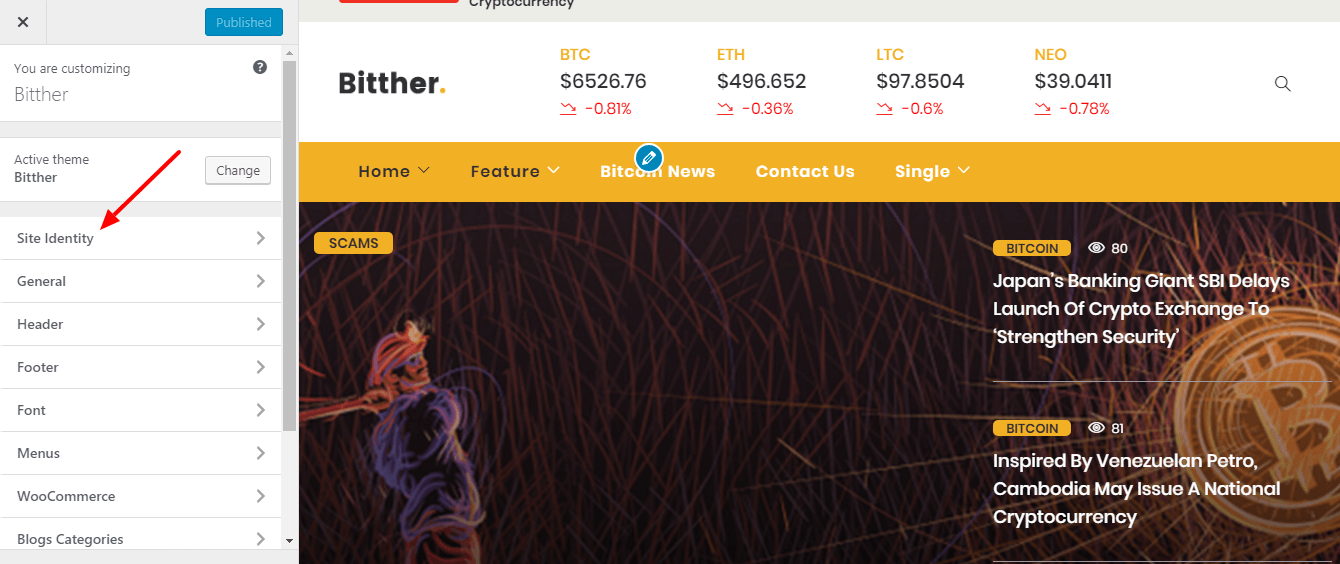 Published
You are customizing
Bitther
Active theme
Bitther
Change
Site Identity
General
Header
Footer
Font
Menus
WooCommerce
Blogs Categories
Cryptocurrency
Bitther.
BTC
$6526.76
-0.81%
ETH
$496.652
-0.36%
LTC
$97.8504
-0.6%
NEO
$39.0411
-0.78%
Home
Feature
Bitcoin News
Contact Us
Single
SCAMS
BITCOIN 80
Japan's Banking Giant SBI Delays
Launch Of Crypto Exchange To
‘Strengthen Security’
BITCOIN 81
Inspired By Venezuelan Petro,
Cambodia May Issue A National
Cryptocurrency